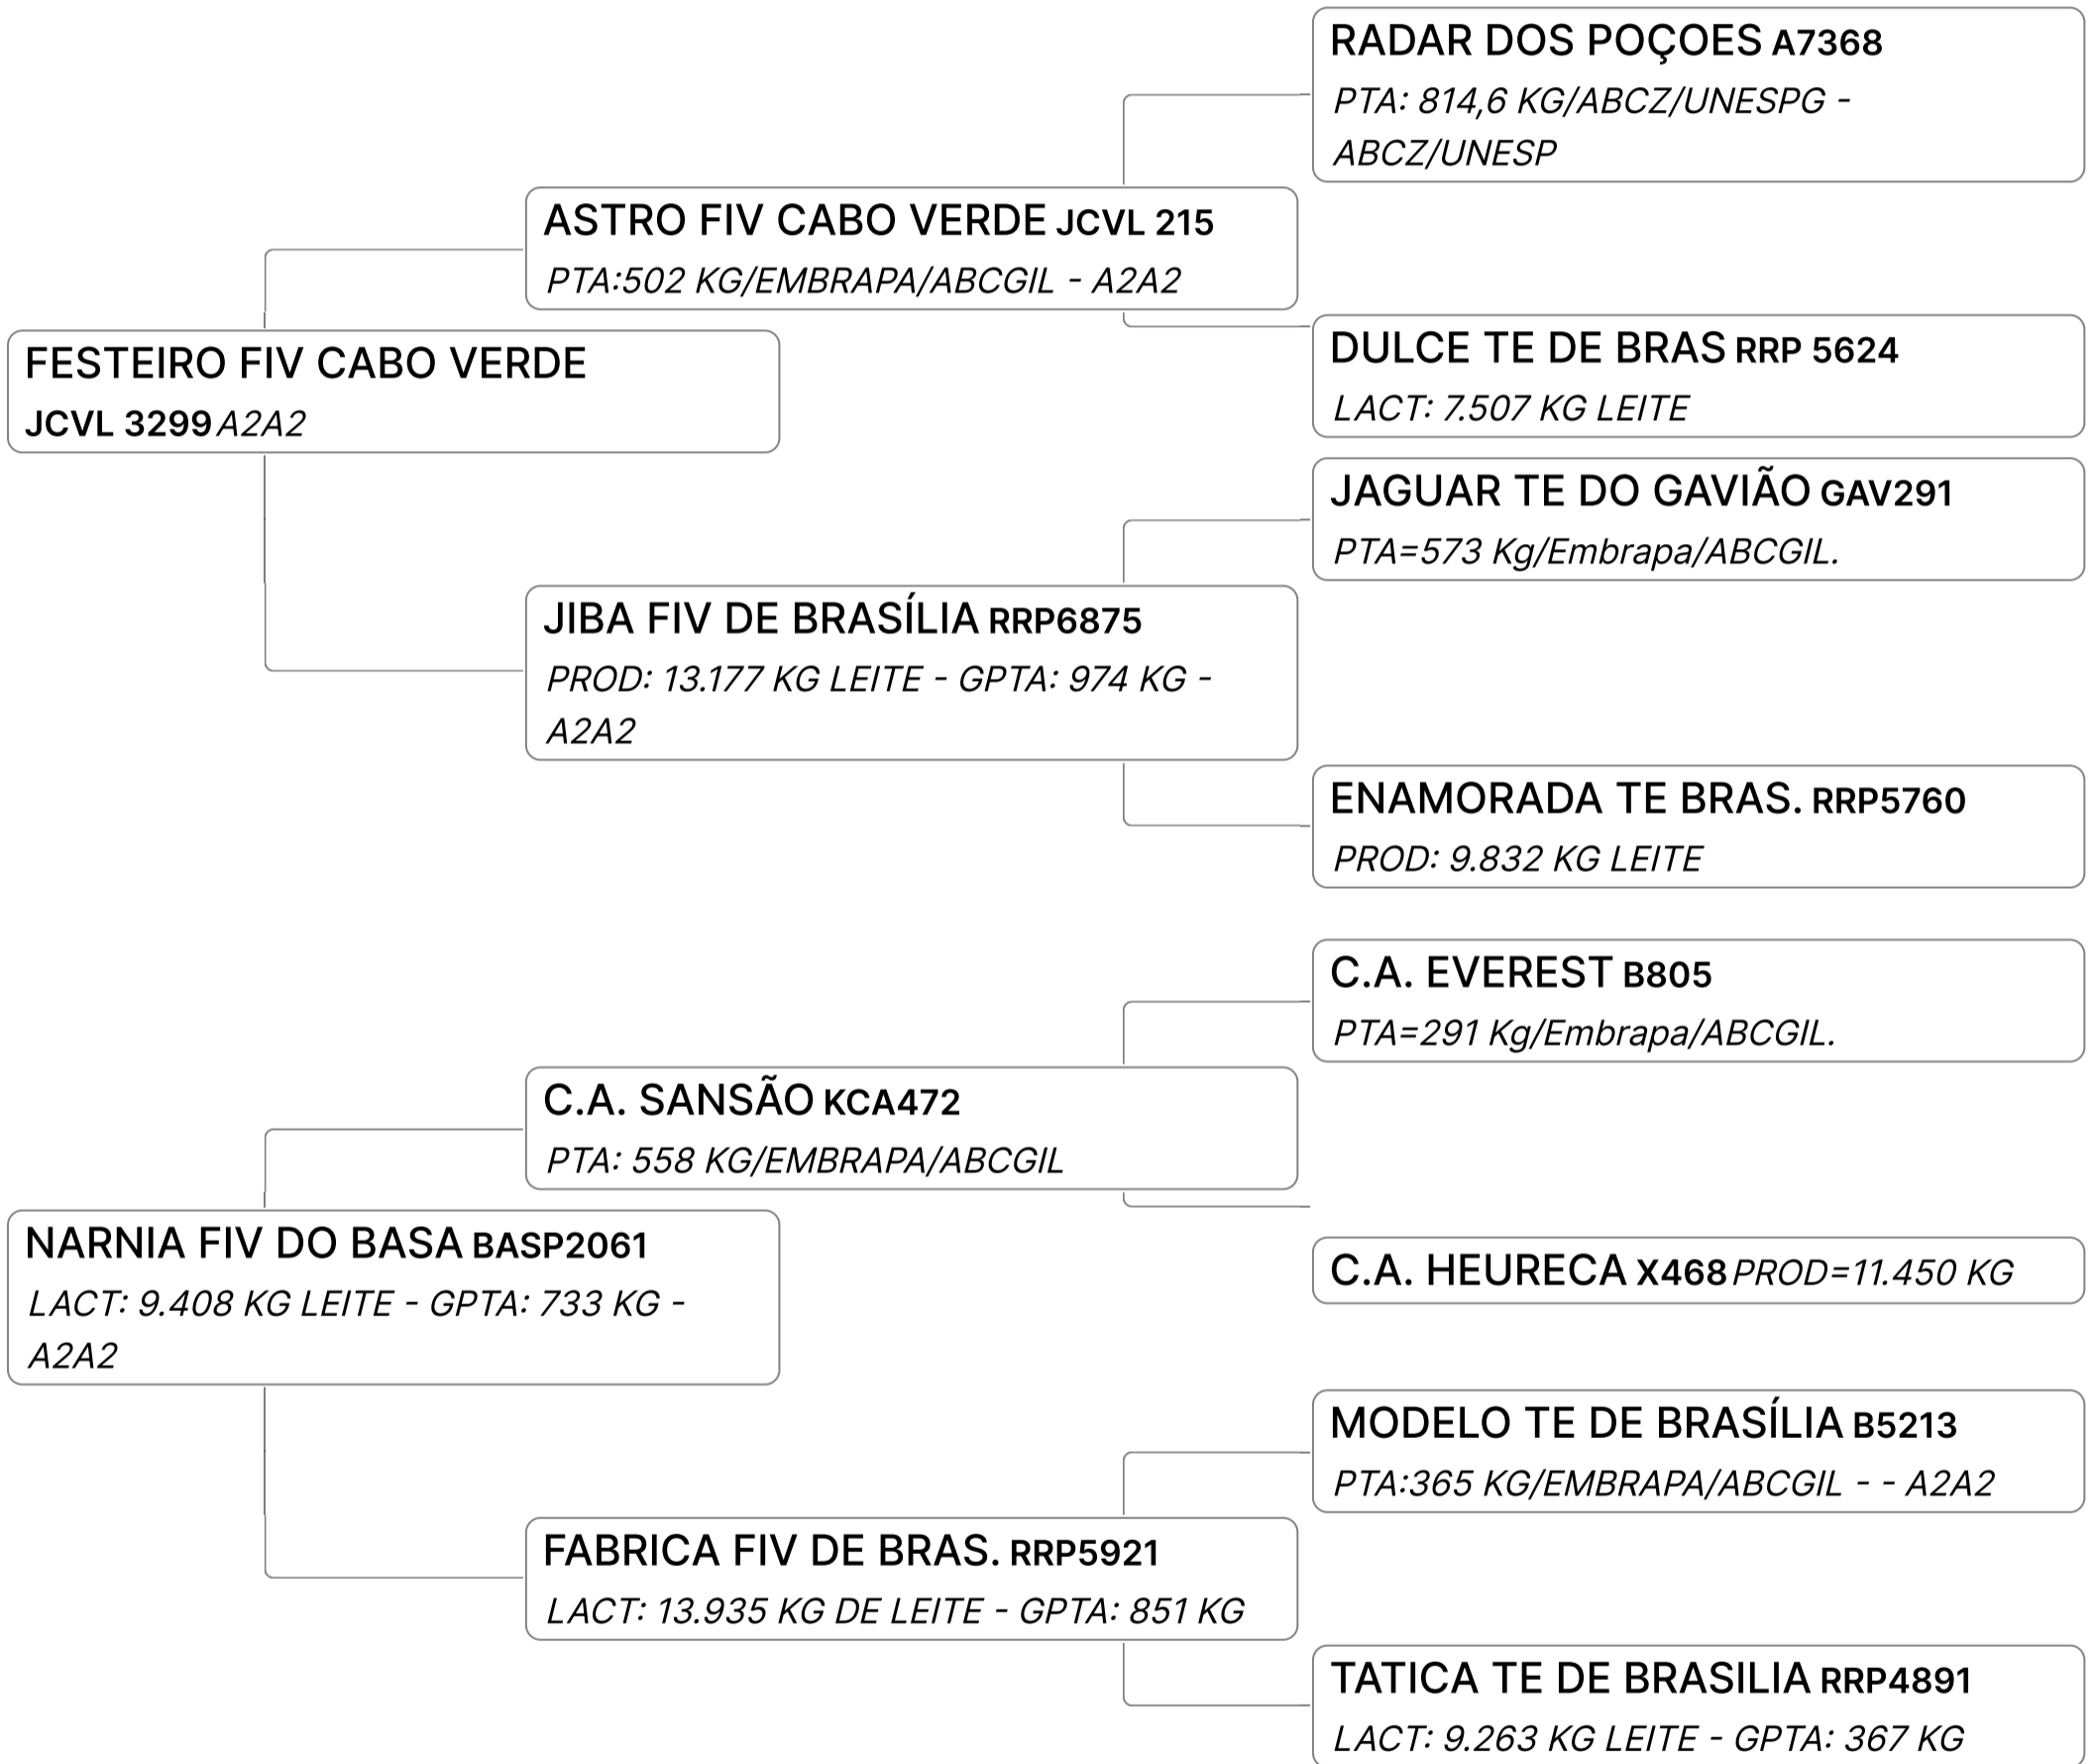 RADAR DOS POÇOES A7368
PTA: 814,6 KG/ABCZ/UNESPG -
ABCZ/UNESP
ASTRO FIV CABO VERDE JCVL 215
PTA:502 KG/EMBRAPA/ABCGIL - A2A2
DULCE TE DE BRAS RRP 5624
LACT: 7.507 KG LEITE
FESTEIRO FIV CABO VERDE
JCVL 3299 A2A2
JAGUAR TE DO GAVIÃO GAV291
PTA=573 Kg/Embrapa/ABCGIL.
JIBA FIV DE BRASÍLIA RRP6875
PROD: 13.177 KG LEITE - GPTA: 974 KG -
A2A2
ENAMORADA TE BRAS. RRP5760
PROD: 9.832 KG LEITE
C.A. EVEREST B805
PTA=291 Kg/Embrapa/ABCGIL.
C.A. SANSÃO KCA472
PTA: 558 KG/EMBRAPA/ABCGIL
C.A. HEURECA X468 PROD=11.450 KG
NARNIA FIV DO BASA BASP2061
LACT: 9.408 KG LEITE - GPTA: 733 KG -
A2A2
MODELO TE DE BRASÍLIA B5213
PTA:365 KG/EMBRAPA/ABCGIL - - A2A2
FABRICA FIV DE BRAS. RRP5921
LACT: 13.935 KG DE LEITE - GPTA: 851 KG
TATICA TE DE BRASILIA RRP4891
LACT: 9.263 KG LEITE - GPTA: 367 KG